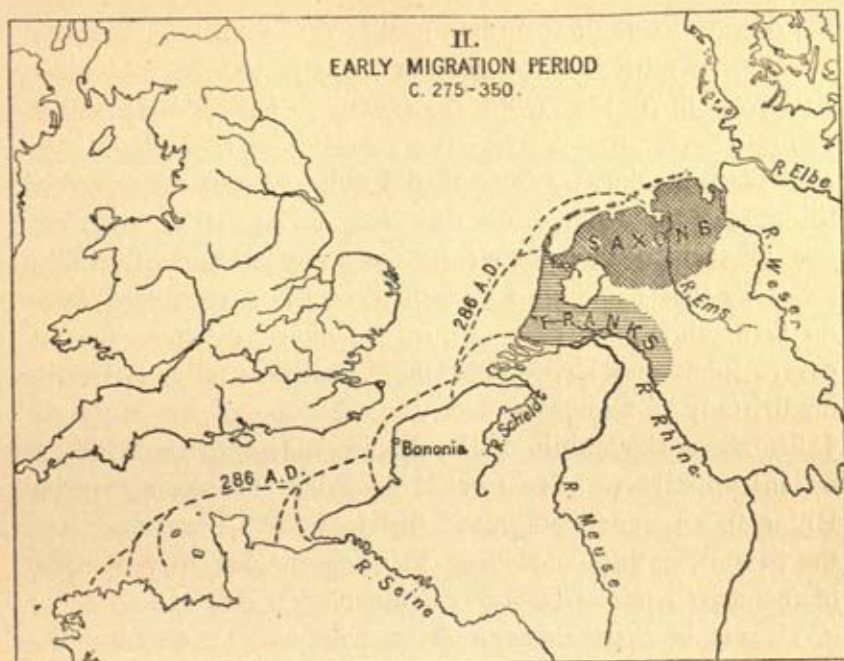 II.
EARLY MIGRATION PERIOD
C. 275-350.
R. Elbe
SAXONS
R. Weser
R. Ems
286 A.D.
FRANKS
R. Rhine
R. Scheldt
Bononia
286 A.D.
R. Meuse
R. Seine